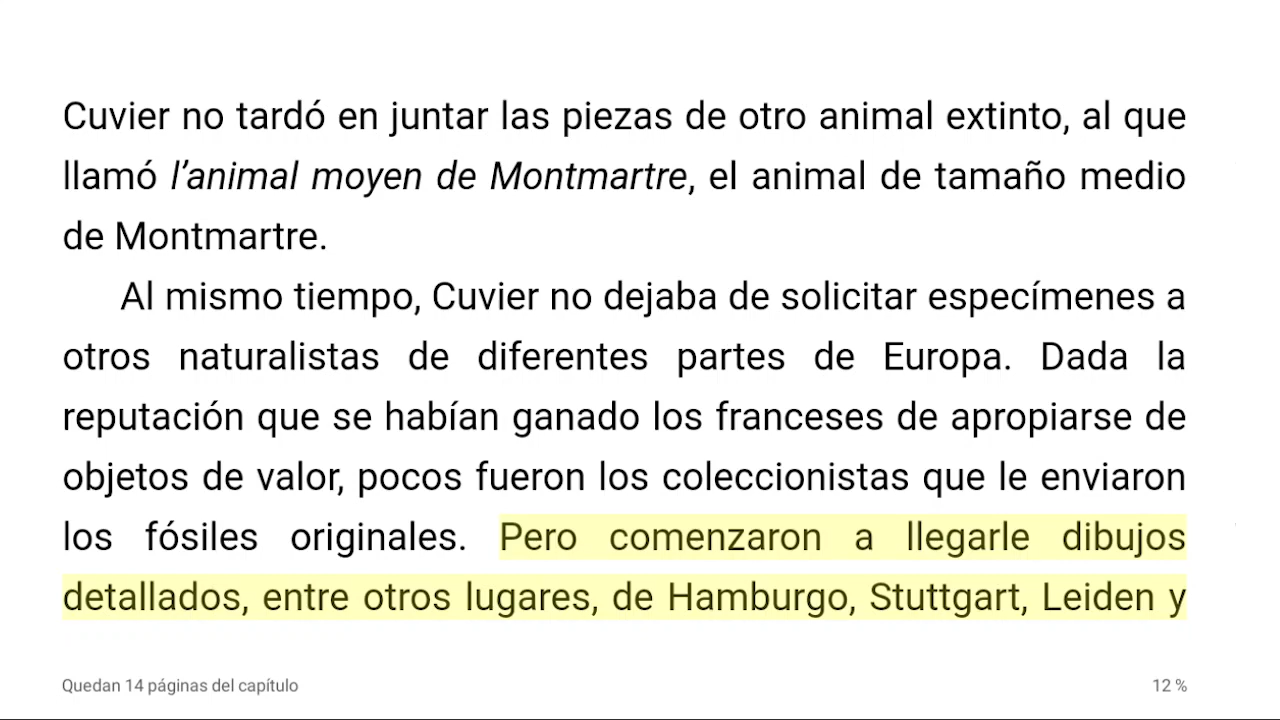 Cuvier no tardó en juntar las piezas de otro animal extinto, al que
llamó l’animal moyen de Montmartre, el animal de tamaño medio
de Montmartre.
Al mismo tiempo, Cuvier no dejaba de solicitar especímenes a
otros naturalistas de diferentes partes de Europa. Dada la
reputación que se habían ganado los franceses de apropiarse de
objetos de valor, pocos fueron los coleccionistas que le enviaron
los fósiles originales. Pero comenzaron a llegarle dibujos
detallados, entre otros lugares, de Hamburgo, Stuttgart, Leiden y
Quedan 14 páginas del capítulo
12 %